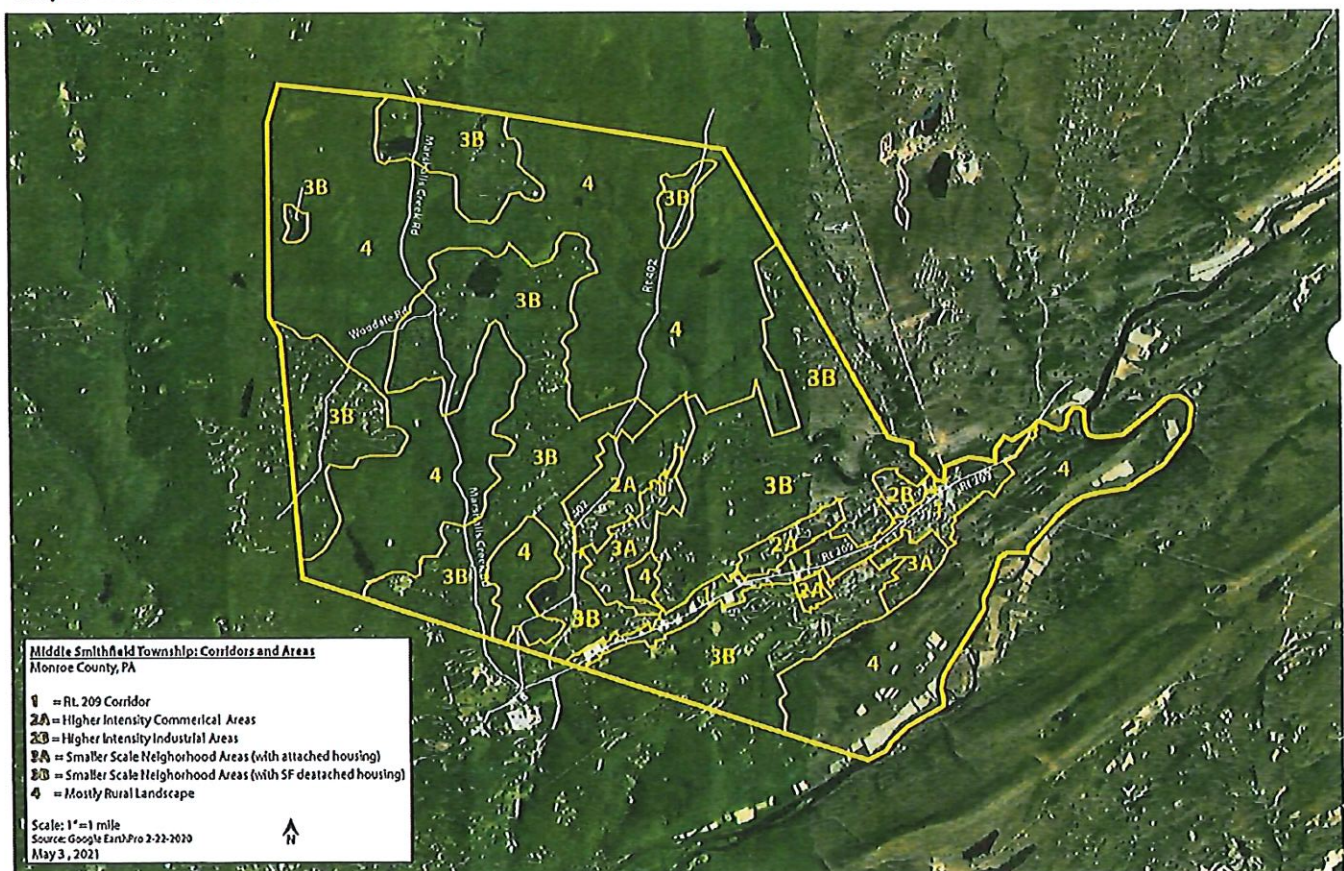 3B
3B
4
3B
4
Marshalls Creek Rd
Rt 402
3B
4
Woodale Rd
3B
3B
4
3B
2A
3B
2B
4
Rt 209
Rt 402
4
3A
2A
1
Rt 209
3A
Marshalls Creek
3B
4
2A
3B
3B
4
Middle Smithfield Township: Corridors and Areas
Monroe County, PA
1 = Rt. 209 Corridor
2A = Higher Intensity Commerical Areas
2B = Higher Intensity Industrial Areas
3A = Smaller Scale Neighorhood Areas (with attached housing)
3B = Smaller Scale Neighorhood Areas (with SF deatached housing)
4 = Mostly Rural Landscape
Scale: 1"=1 mile
Source: Google EarthPro 2-22-2020
N
May 3, 2021